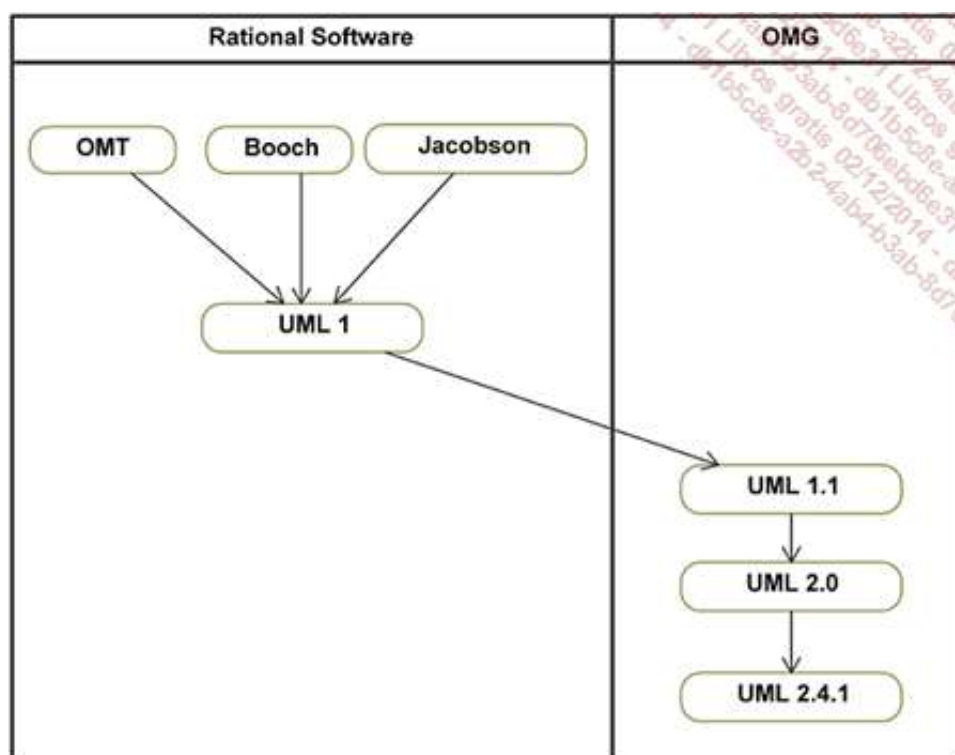 Rational Software
OMG
OMT
Booch
Jacobson
UML 1
UML 1.1
UML 2.0
UML 2.4.1